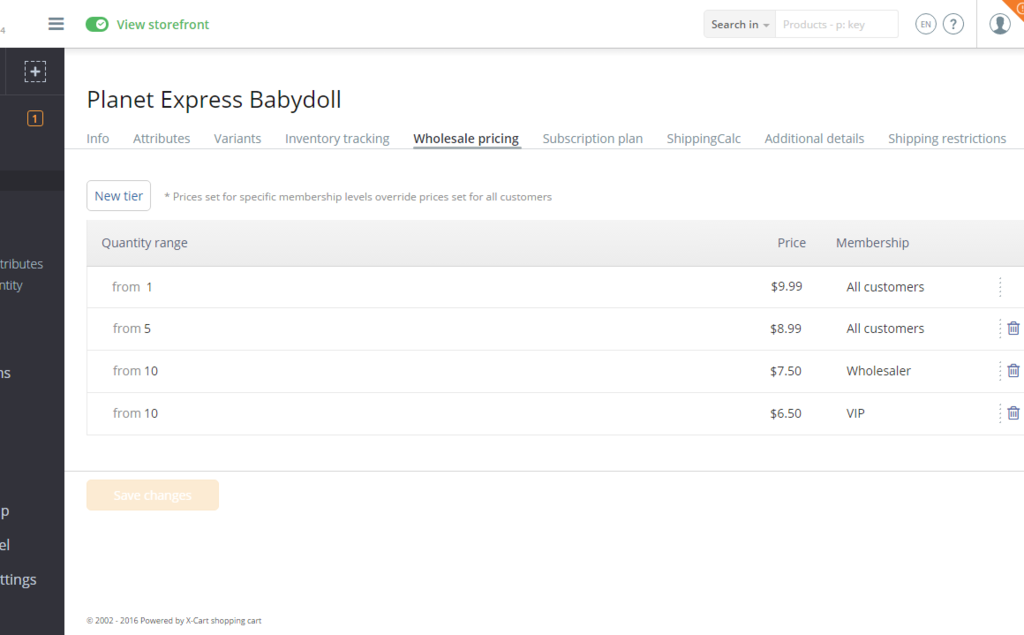 4
View storefront
Search in
Products - p: key
EN
?
1
tributes
ntity
ns
p
el
ttings
Planet Express Babydoll
Info Attributes Variants Inventory tracking Wholesale pricing Subscription plan ShippingCalc Additional details Shipping restrictions
New tier
* Prices set for specific membership levels override prices set for all customers
Quantity range Price Membership
from 1 $9.99 All customers
from 5 $8.99 All customers
from 10 $7.50 Wholesaler
from 10 $6.50 VIP
Save changes
© 2002 - 2016 Powered by X-Cart shopping cart